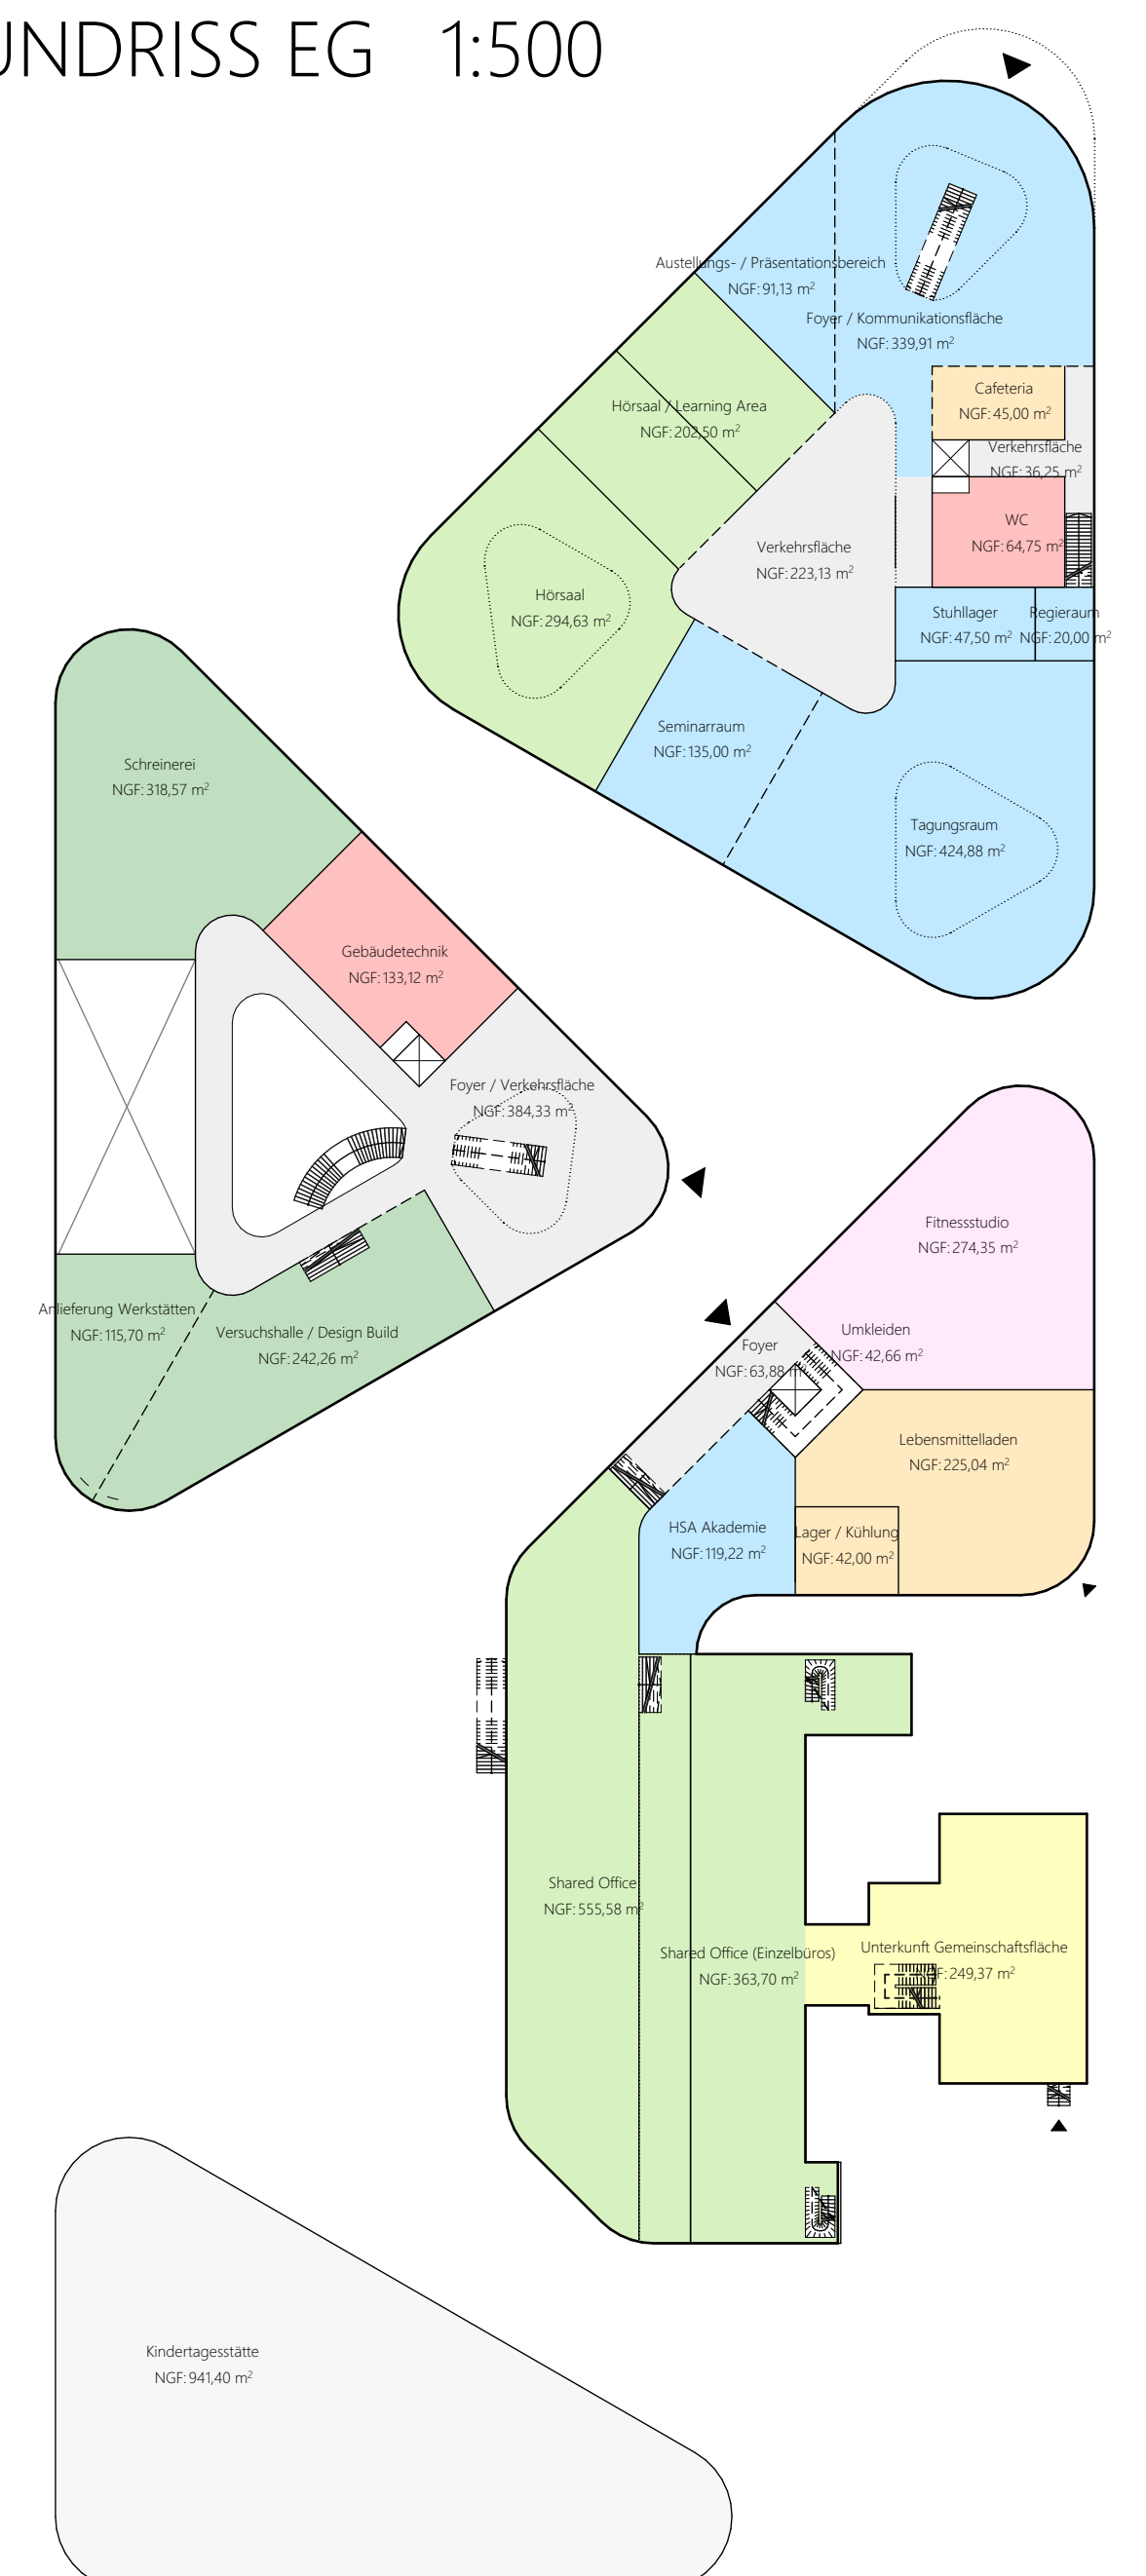 UNDRISS EG 1:500
Austellungs- / Präsentationsbereich
NGF: 91,13 m²
Foyer / Kommunikationsfläche
NGF: 339,91 m²
Cafeteria
NGF: 45,00 m²
Hörsaal / Learning Area
NGF: 202,50 m²
Verkehrsfläche
NGF: 36,25 m²
WC
NGF: 64,75 m²
Verkehrsfläche
NGF: 223,13 m²
Hörsaal
NGF: 294,63 m²
Stuhllager
NGF: 47,50 m²
Regieraum
NGF: 20,00 m²
Seminarraum
NGF: 135,00 m²
Tagungsraum
NGF: 424,88 m²
Schreinerei
NGF: 318,57 m²
Gebäudetechnik
NGF: 133,12 m²
Foyer / Verkehrsfläche
NGF: 384,33 m²
Anlieferung Werkstätten
NGF: 115,70 m²
Versuchshalle / Design Build
NGF: 242,26 m²
Fitnessstudio
NGF: 274,35 m²
Umkleiden
NGF: 42,66 m²
Foyer
NGF: 63,88 m²
Lebensmittelladen
NGF: 225,04 m²
HSA Akademie
NGF: 119,22 m²
Lager / Kühlung
NGF: 42,00 m²
Shared Office
NGF: 555,58 m²
Shared Office (Einzelbüros)
NGF: 363,70 m²
Unterkunft Gemeinschaftsfläche
NGF: 249,37 m²
Kindertagesstätte
NGF: 941,40 m²